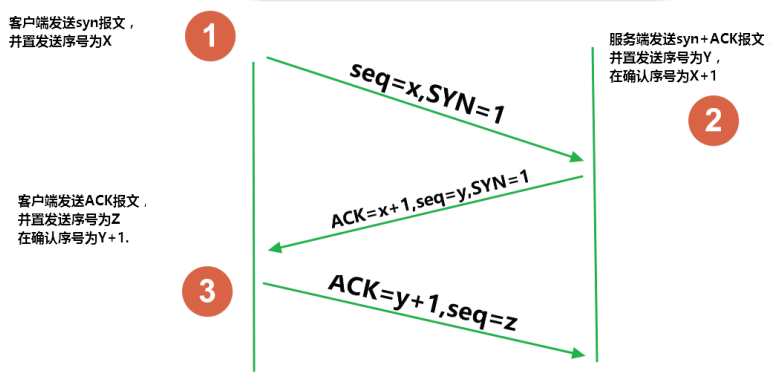 客户端发送syn报文，
并置发送序号为X
1
服务端发送syn+ACK报文
并置发送序号为Y，
在确认序号为X+1
2
seq=x,SYN=1
ACK=x+1,seq=y,SYN=1
客户端发送ACK报文，
并置发送序号为Z
在确认序号为Y+1.
3
ACK=y+1,seq=z